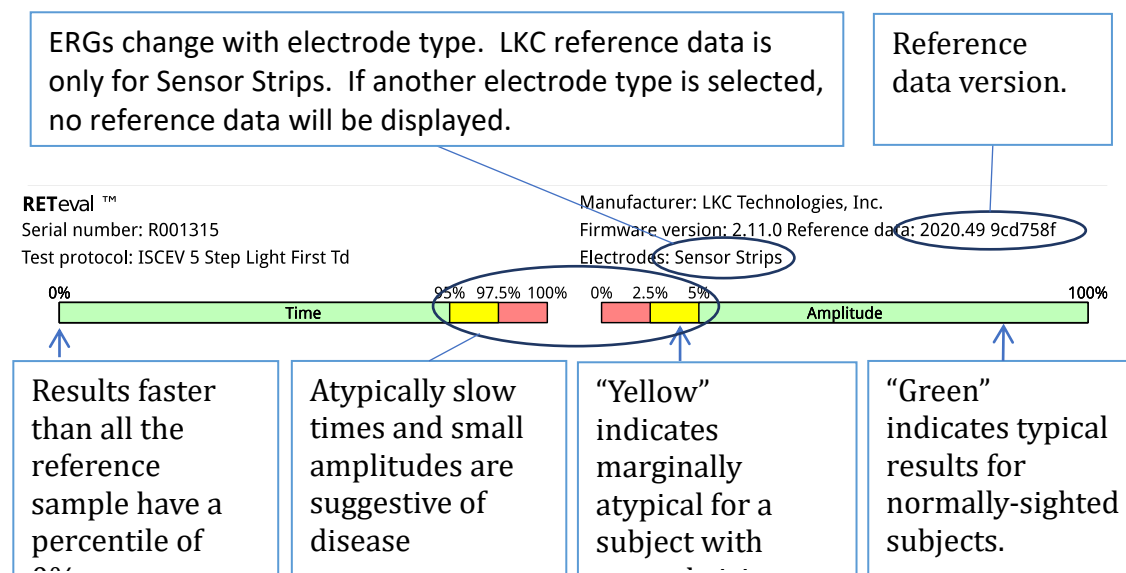 ERGs change with electrode type. LKC reference data is
only for Sensor Strips. If another electrode type is selected,
no reference data will be displayed.
Reference
data version.
RETeval ™
Serial number: R001315
Test protocol: ISCEV 5 Step Light First Td
Manufacturer: LKC Technologies, Inc.
Firmware version: 2.11.0 Reference data: 2020.49 9cd758f
Electrodes: Sensor Strips
0% 95% 97.5% 100%
Time
0% 2.5% 5% 100%
Amplitude
Results faster
than all the
reference
sample have a
percentile of
Atypically slow
times and small
amplitudes are
suggestive of
disease
“Yellow”
indicates
marginally
atypical for a
subject with
“Green”
indicates typical
results for
normally-sighted
subjects.